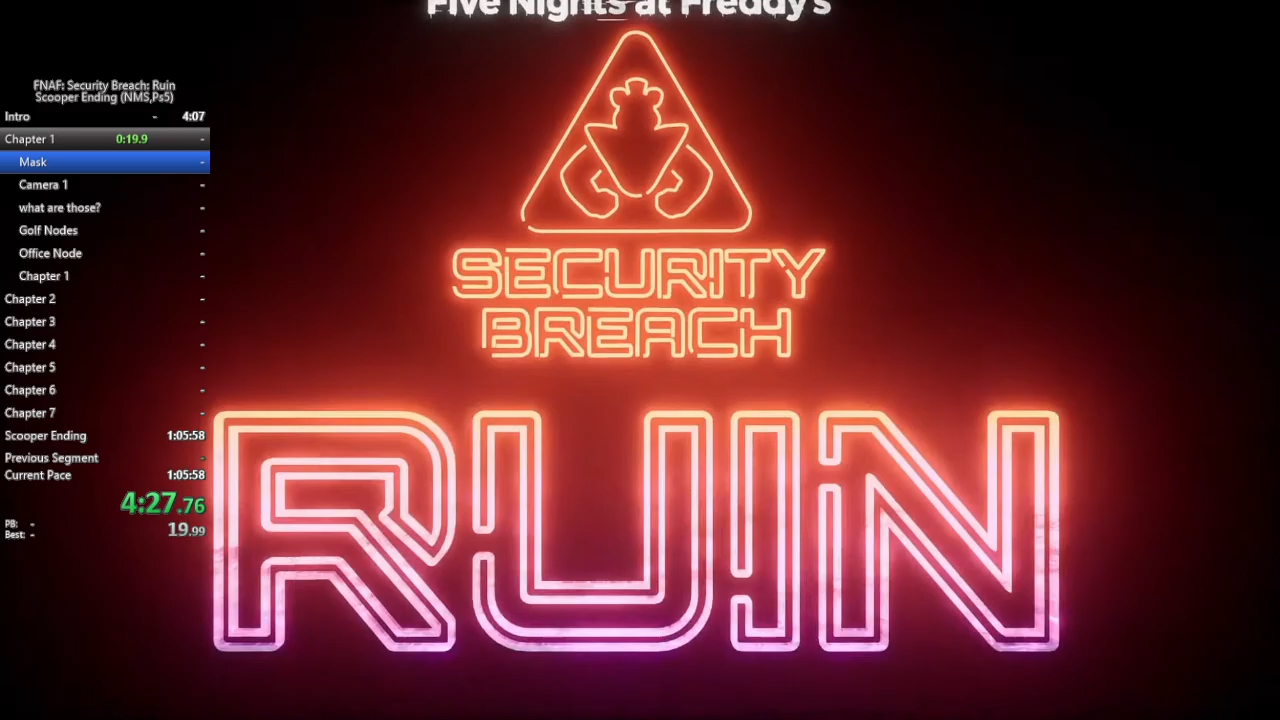 Five Nights at Freddy's
SECURITY
BREACH
RUIN
FNAF: Security Breach: Ruin
Scooper Ending (NMS,Ps5)
Intro - 4:07
Chapter 1 0:19.9 -
Mask -
Camera 1 -
what are those? -
Golf Nodes -
Office Node -
Chapter 1 -
Chapter 2 -
Chapter 3 -
Chapter 4 -
Chapter 5 -
Chapter 6 -
Chapter 7 -
Scooper Ending 1:05:58
Previous Segment -
Current Pace 1:05:58
4:27.76
PB: - 19.99
Best: -